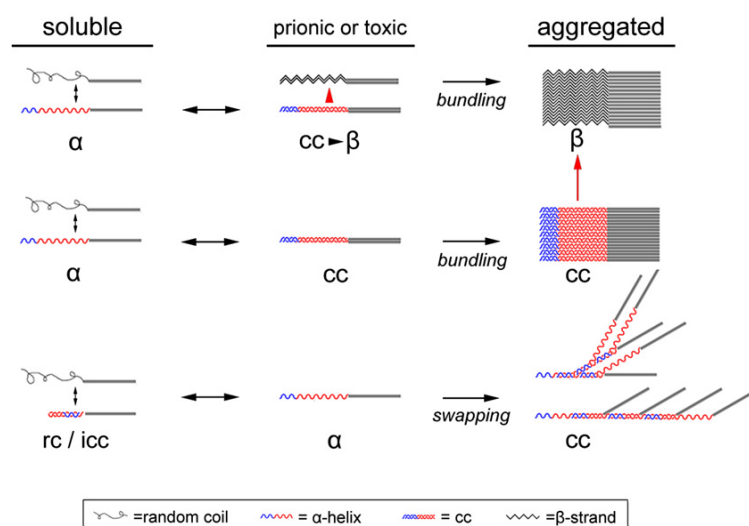 soluble
prionic or toxic
aggregated
bundling
α
cc ► β
β
bundling
α
cc
cc
swapping
rc / icc
α
cc
=random coil
= α-helix
= cc
=β-strand